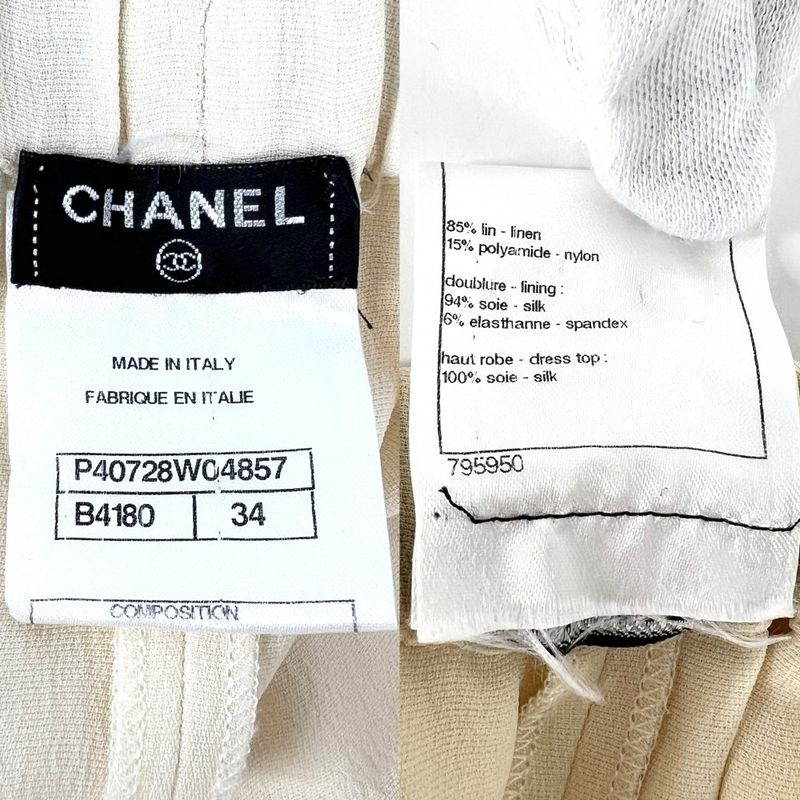 CHANEL
MADE IN ITALY
FABRIQUE EN ITALIE
P40728W04857
B4180 34
COMPOSITION
85% lin - linen
15% polyamide - nylon
doublure - lining :
94% soie - silk
6% elasthanne - spandex
haut robe - dress top :
100% soie - silk
795950